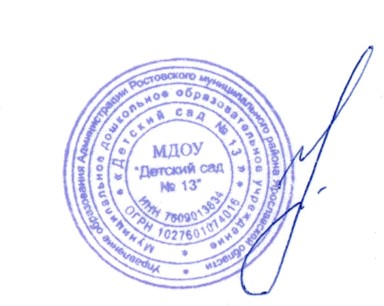 Управление образования Администрации Ростовского муниципального района Ярославской области
Муниципальное дошкольное образовательное учреждение
«Детский сад № 13»
МДОУ
"Детский сад
№ 13"
ИНН 7609013634
ОГРН 1027601074016